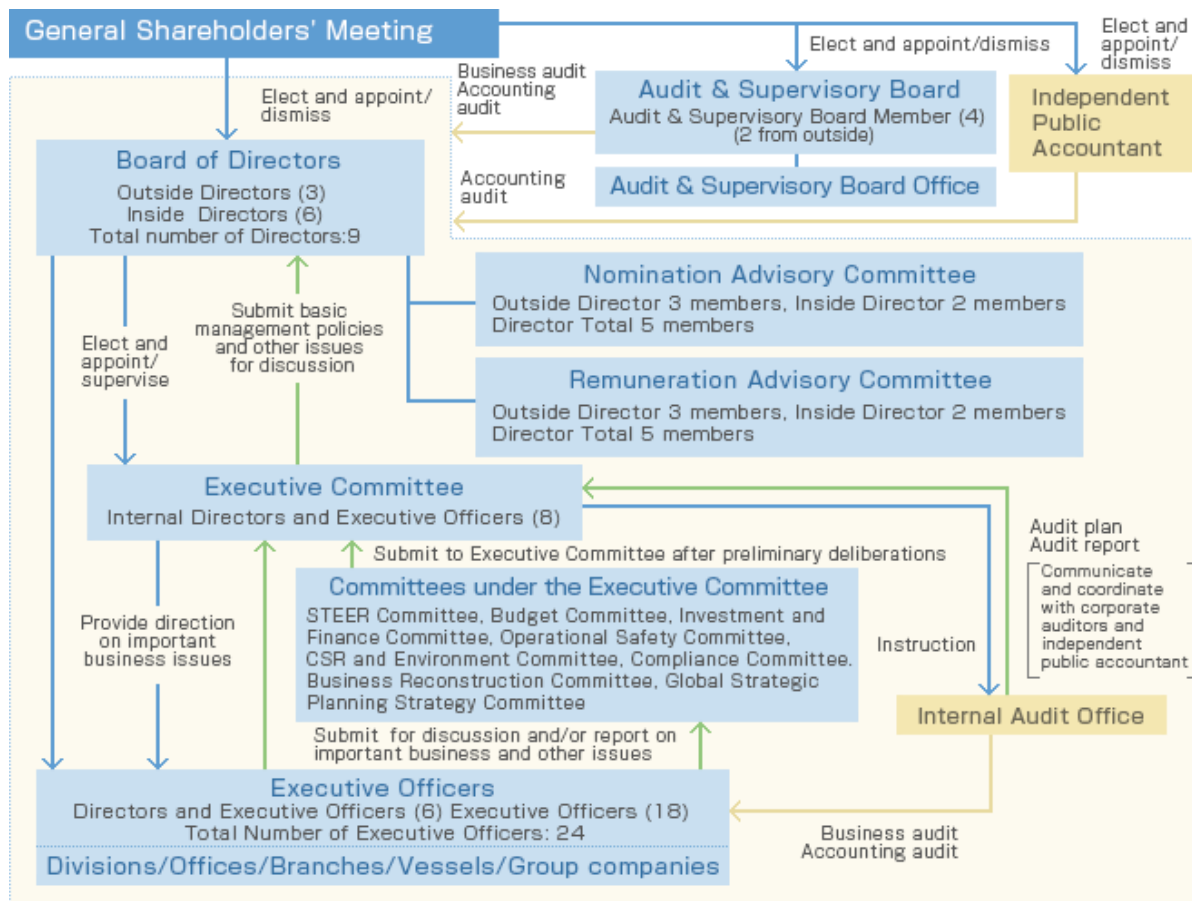 General Shareholders' Meeting
Elect and appoint/dismiss
Elect and
appoint/
dismiss
Business audit
Accounting
audit
Elect and appoint/
dismiss
Audit & Supervisory Board
Audit & Supervisory Board Member (4)
(2 from outside)
Independent
Public
Accountant
Board of Directors
Outside Directors (3)
Inside Directors (6)
Total number of Directors:9
Accounting
audit
Audit & Supervisory Board Office
Nomination Advisory Committee
Outside Director 3 members, Inside Director 2 members
Director Total 5 members
Submit basic
management policies
and other issues
for discussion
Elect and
appoint/
supervise
Remuneration Advisory Committee
Outside Director 3 members, Inside Director 2 members
Director Total 5 members
Executive Committee
Internal Directors and Executive Officers (8)
Audit plan
Audit report
Communicate
and coordinate
with corporate
auditors and
independent
public accountant
Submit to Executive Committee after preliminary deliberations
Committees under the Executive Committee
STEER Committee, Budget Committee, Investment and
Finance Committee, Operational Safety Committee,
CSR and Environment Committee, Compliance Committee.
Business Reconstruction Committee, Global Strategic
Planning Strategy Committee
Provide direction
on important
business issues
Instruction
Internal Audit Office
Submit for discussion and/or report on
important business and other issues
Executive Officers
Directors and Executive Officers (6) Executive Officers (18)
Total Number of Executive Officers: 24
Business audit
Accounting audit
Divisions/Offices/Branches/Vessels/Group companies